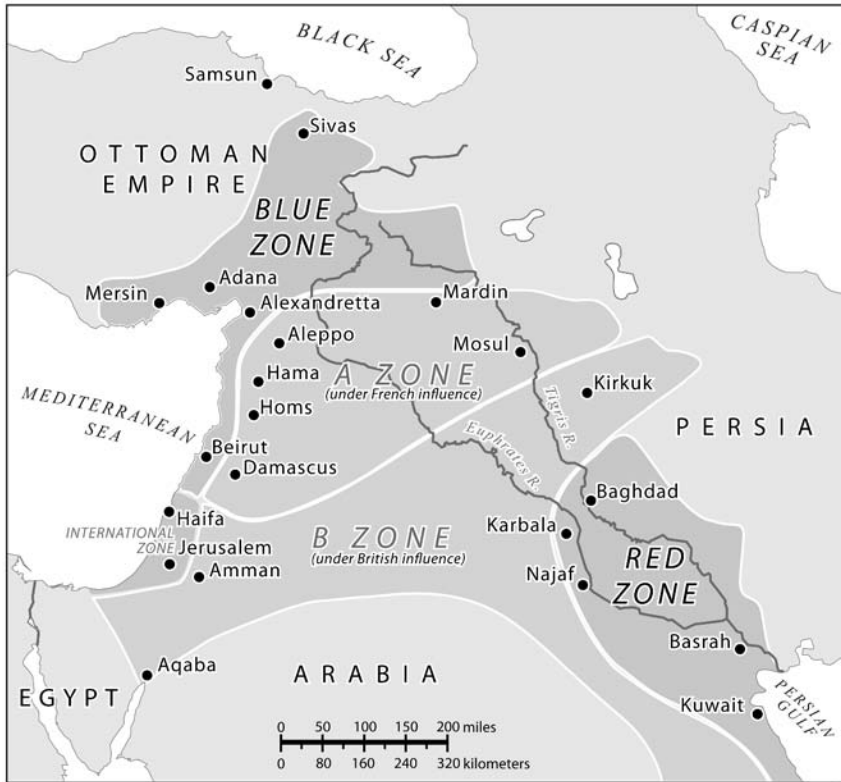 BLACK SEA
CASPIAN
SEA
Samsun
Sivas
OTTOMAN
EMPIRE
BLUE
ZONE
Adana
Mersin
Alexandretta
Mardin
Aleppo
Mosul
Hama
A ZONE
(under French influence)
Kirkuk
Tigris R.
Homs
MEDITERRANEAN
SEA
PERSIA
Euphrates R.
Beirut
Damascus
Baghdad
Haifa
INTERNATIONAL
ZONE
B ZONE
(under British influence)
Karbala
Jerusalem
Amman
RED
ZONE
Najaf
Basrah
Aqaba
ARABIA
EGYPT
PERSIAN
GULF
Kuwait
0 50 100 150 200 miles
0 80 160 240 320 kilometers